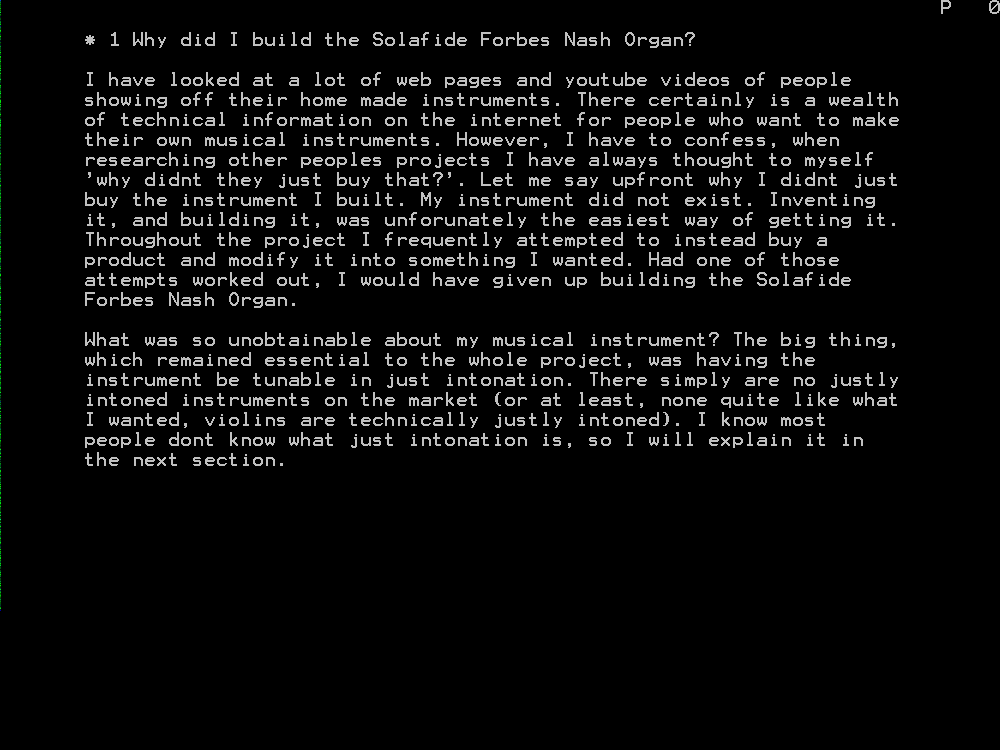 P 0
* 1 Why did I build the Solafide Forbes Nash Organ?
I have looked at a lot of web pages and youtube videos of people
showing off their home made instruments. There certainly is a wealth
of technical information on the internet for people who want to make
their own musical instruments. However, I have to confess, when
researching other peoples projects I have always thought to myself
'why didnt they just buy that?'. Let me say upfront why I didnt just
buy the instrument I built. My instrument did not exist. Inventing
it, and building it, was unforunately the easiest way of getting it.
Throughout the project I frequently attempted to instead buy a
product and modify it into something I wanted. Had one of those
attempts worked out, I would have given up building the Solafide
Forbes Nash Organ.
What was so unobtainable about my musical instrument? The big thing,
which remained essential to the whole project, was having the
instrument be tunable in just intonation. There simply are no justly
intoned instruments on the market (or at least, none quite like what
I wanted, violins are technically justly intoned). I know most
people dont know what just intonation is, so I will explain it in
the next section.